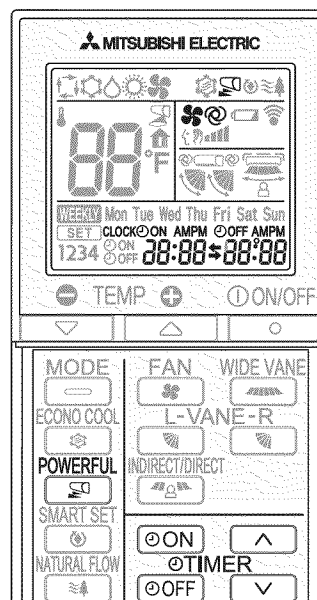 MITSUBISHI ELECTRIC
88°F
WEEKLY Mon Tue Wed Thu Fri Sat Sun
SET CLOCK ON AMPM OFF AMPM
1234 ON OFF 88:88 88:88
TEMP ON/OFF
MODE FAN WIDE VANE
ECONO COOL L-VANE-R
POWERFUL INDIRECT/DIRECT
SMART SET
ON
NATURAL FLOW TIMER
OFF